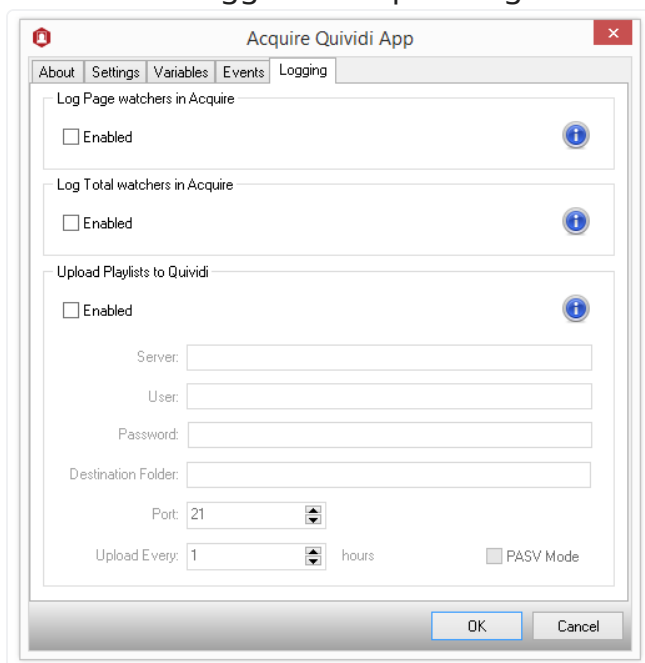 Acquire Quividi App
About Settings Variables Events Logging
Log Page watchers in Acquire
Enabled
Log Total watchers in Acquire
Enabled
Upload Playlists to Quividi
Enabled
Server:
User:
Password:
Destination Folder:
Port: 21
Upload Every: 1 hours PASV Mode
OK Cancel